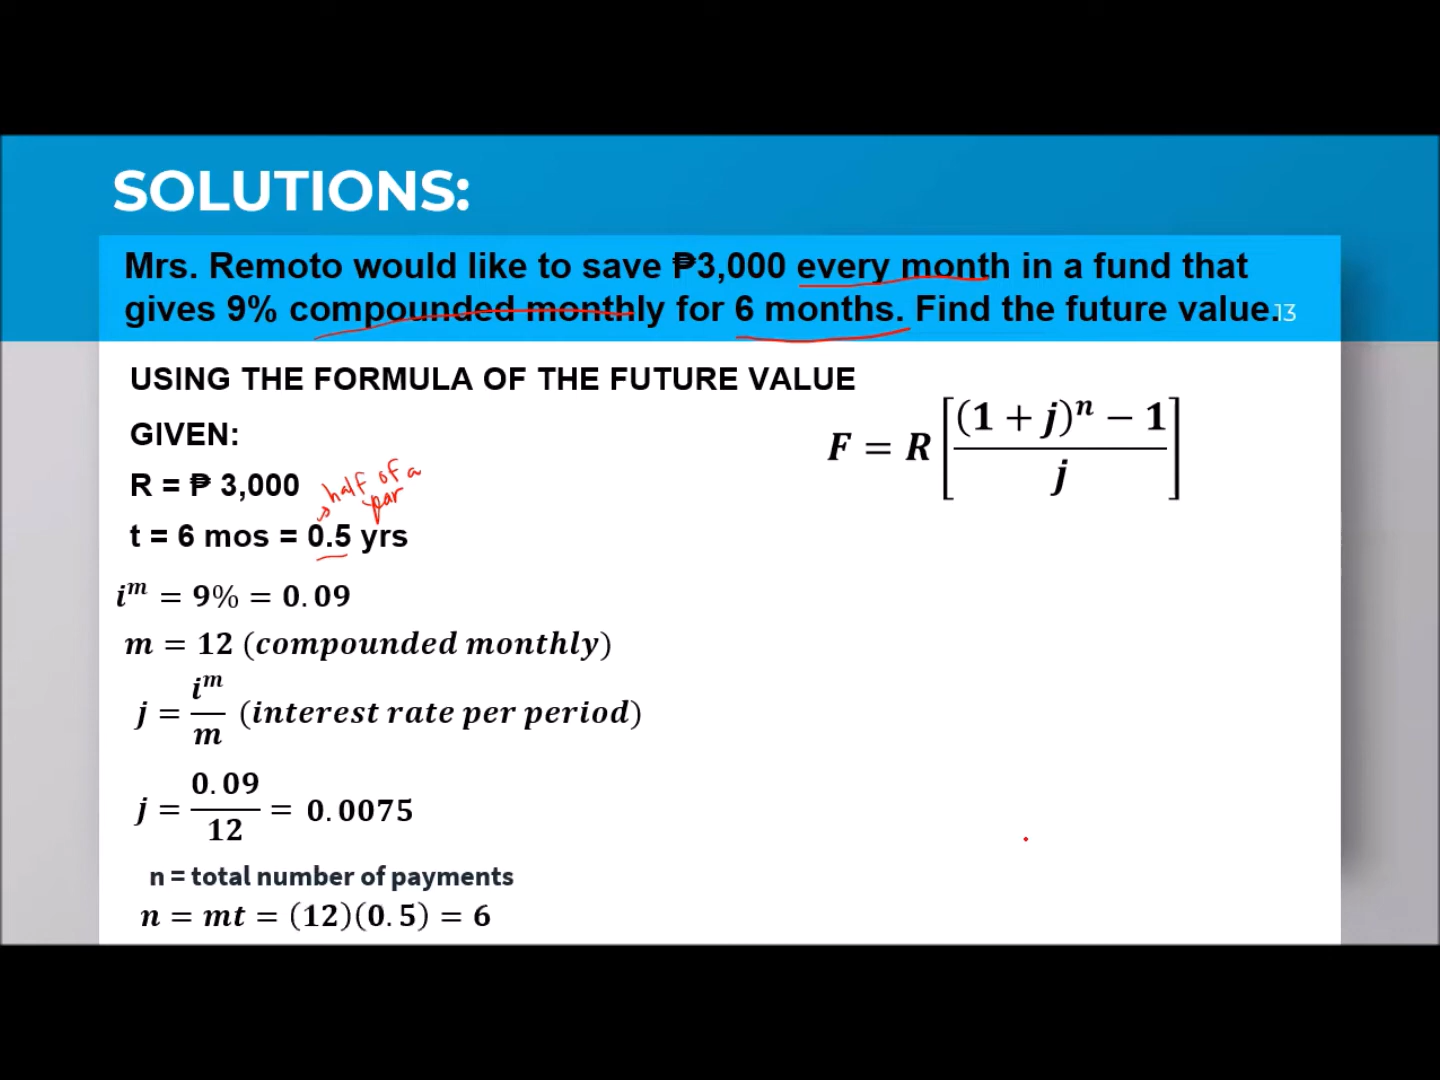 SOLUTIONS:
Mrs. Remoto would like to save ₱3,000 every month in a fund that
gives 9% compounded monthly for 6 months. Find the future value.
13
USING THE FORMULA OF THE FUTURE VALUE
F = R [((1 + j)ⁿ − 1) / j]
GIVEN:
R = ₱ 3,000
half of a
year
t = 6 mos = 0.5 yrs
iᵐ = 9% = 0.09
m = 12 (compounded monthly)
j = iᵐ/m (interest rate per period)
j = 0.09/12 = 0.0075
n = total number of payments
n = mt = (12)(0.5) = 6